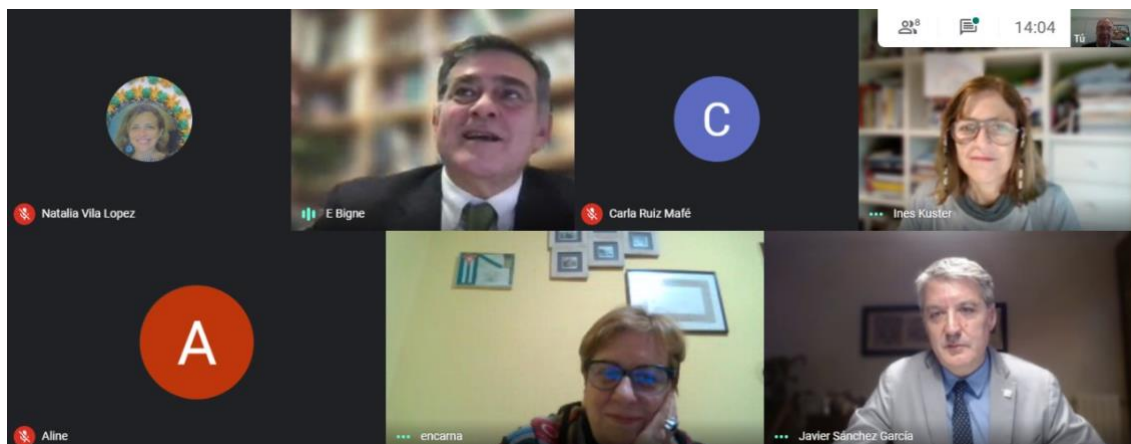 8
14:04
Tú
Natalia Vila Lopez
E Bigne
C
Carla Ruiz Mafé
Ines Kuster
A
Aline
encarna
Javier Sánchez García